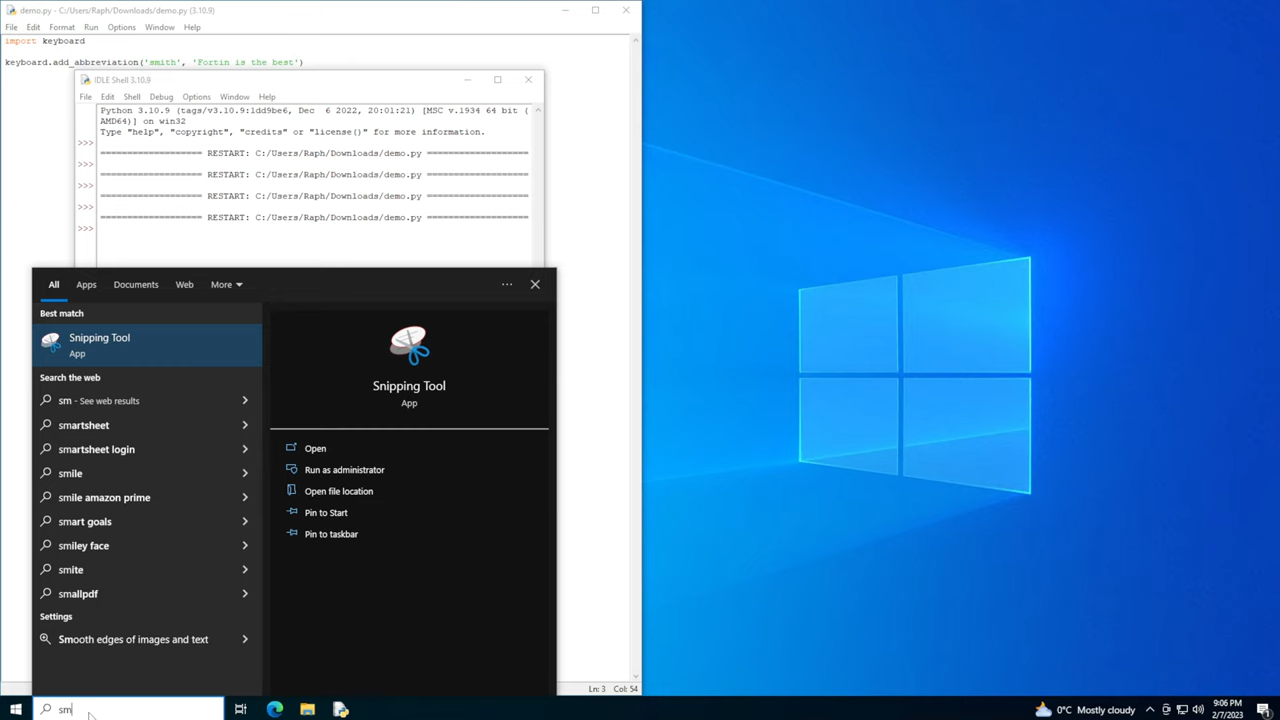 demo.py - C:/Users/Raph/Downloads/demo.py (3.10.9)
File Edit Format Run Options Window Help
import keyboard
keyboard.add_abbreviation('smith', 'Fortin is the best')
IDLE Shell 3.10.9
File Edit Shell Debug Options Window Help
Python 3.10.9 (tags/v3.10.9:1dd9be6, Dec 6 2022, 20:01:21) [MSC v.1934 64 bit (
AMD64)] on win32
Type "help", "copyright", "credits" or "license()" for more information.
>>>
=================== RESTART: C:/Users/Raph/Downloads/demo.py ===================
>>>
=================== RESTART: C:/Users/Raph/Downloads/demo.py ===================
>>>
=================== RESTART: C:/Users/Raph/Downloads/demo.py ===================
>>>
=================== RESTART: C:/Users/Raph/Downloads/demo.py ===================
>>>
All Apps Documents Web More
Best match
Snipping Tool
App
Search the web
sm - See web results
smartsheet
smartsheet login
smile
smile amazon prime
smart goals
smiley face
smite
smallpdf
Settings
Smooth edges of images and text
Snipping Tool
App
Open
Run as administrator
Open file location
Pin to Start
Pin to taskbar
Ln: 3 Col: 54
sm
0°C Mostly cloudy
9:06 PM
2/7/2023
1